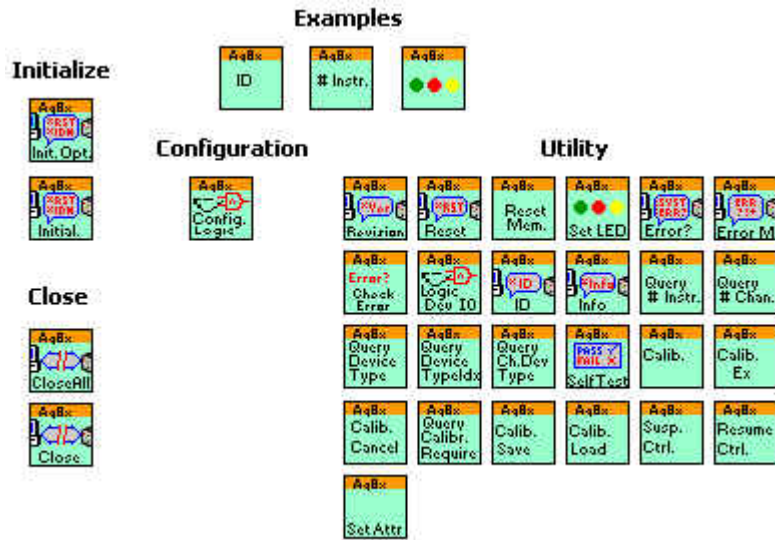 Examples
AqBx
ID
AqBx
# Instr.
AqBx
Initialize
AqBx
*RST
*IDN
Init. Opt.
AqBx
*RST
*IDN
Initial.
Configuration
AqBx
Config.
Logic
Utility
AqBx
*Ver
Revision
AqBx
*RST
Reset
AqBx
Reset
Mem.
AqBx
Set LED
AqBx
SYST
ERR?
Error?
AqBx
ERR
Error M
AqBx
Error?
Check
Error
AqBx
Logic
Dev IO
AqBx
*ID
ID
AqBx
*Info
Info
AqBx
Query
# Instr.
AqBx
Query
# Chan.
Close
AqBx
CloseAll
AqBx
Close
AqBx
Query
Device
Type
AqBx
Query
Device
TypeIdx
AqBx
Query
Ch.Dev
Type
AqBx
PASS
FAIL
SelfTest
AqBx
Calib.
AqBx
Calib.
Ex
AqBx
Calib.
Cancel
AqBx
Query
Calibr.
Require
AqBx
Calib.
Save
AqBx
Calib.
Load
AqBx
Susp.
Ctrl.
AqBx
Resume
Ctrl.
AqBx
Set Attr